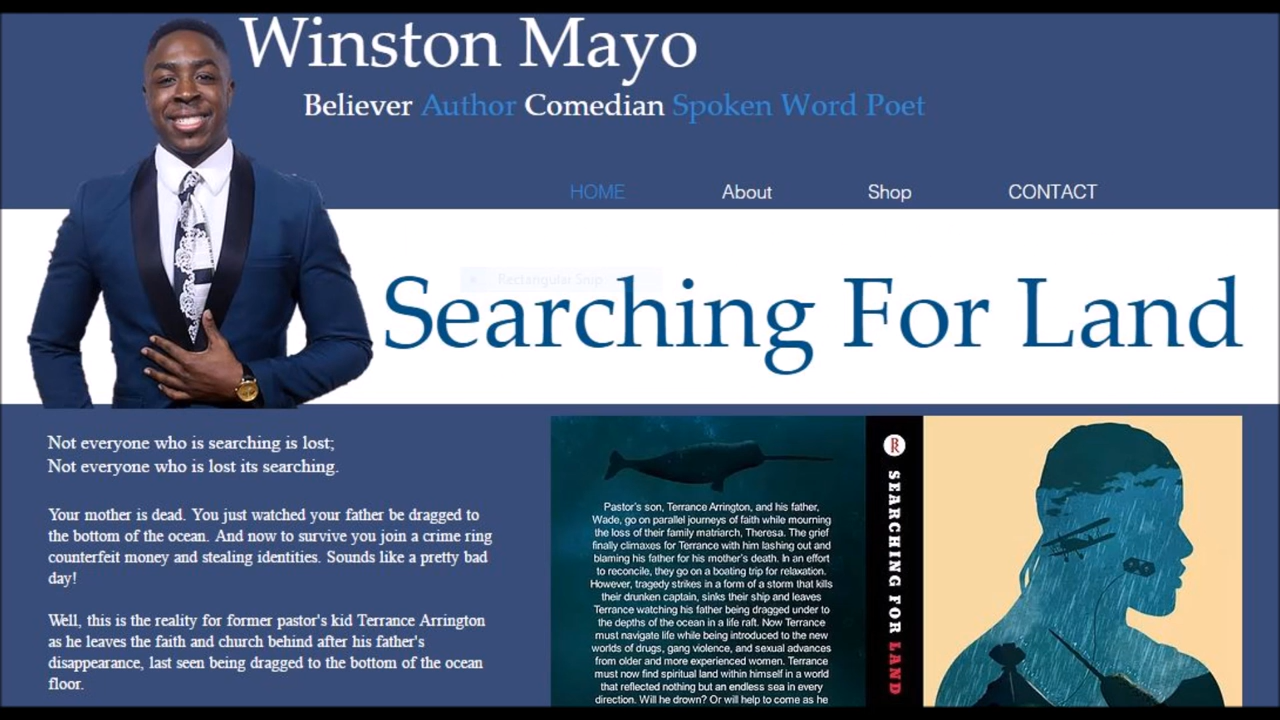 Winston Mayo
Believer Author Comedian Spoken Word Poet
HOME About Shop CONTACT
Rectangular Snip
Searching For Land
Not everyone who is searching is lost;
Not everyone who is lost its searching.
Your mother is dead. You just watched your father be dragged to
the bottom of the ocean. And now to survive you join a crime ring
counterfeit money and stealing identities. Sounds like a pretty bad
day!
Well, this is the reality for former pastor's kid Terrance Arrington
as he leaves the faith and church behind after his father's
disappearance, last seen being dragged to the bottom of the ocean
floor.
Pastor's son, Terrance Arrington, and his father,
Wade, go on parallel journeys of faith while mourning
the loss of their family matriarch, Theresa. The grief
finally climaxes for Terrance with him lashing out and
blaming his father for his mother's death. In an effort
to reconcile, they go on a boating trip for relaxation.
However, tragedy strikes in a form of a storm that kills
their drunken captain, sinks their ship and leaves
Terrance watching his father being dragged under to
the depths of the ocean in a life raft. Now Terrance
must navigate life while being introduced to the new
worlds of drugs, gang violence, and sexual advances
from older and more experienced women. Terrance
must now find spiritual land within himself in a world
that reflected nothing but an endless sea in every
direction. Will he drown? Or will help to come as he
SEARCHING FOR LAND